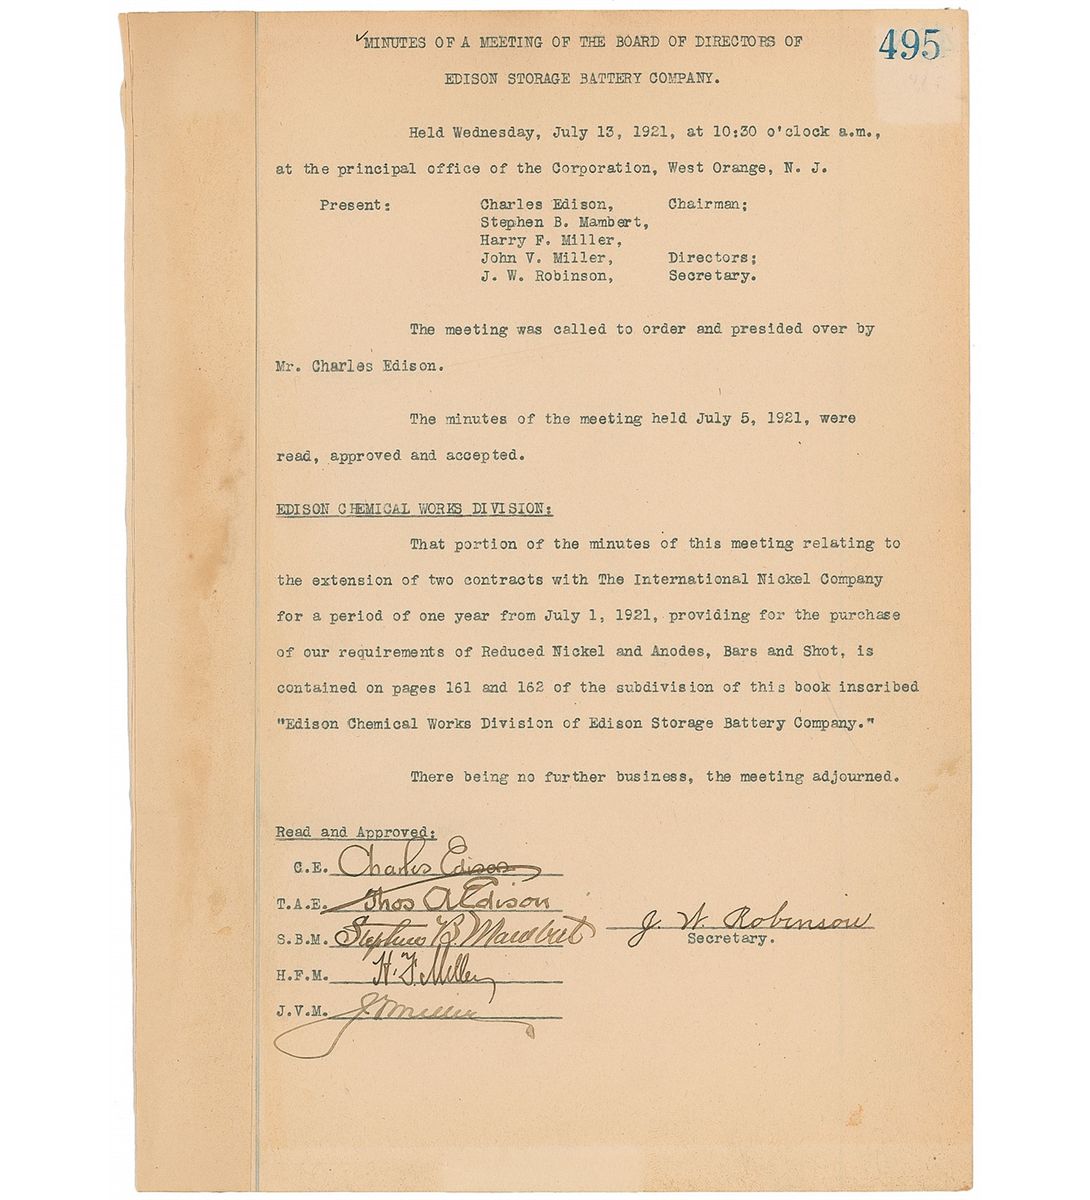 495
✓MINUTES OF A MEETING OF THE BOARD OF DIRECTORS OF
EDISON STORAGE BATTERY COMPANY.
Held Wednesday, July 13, 1921, at 10:30 o'clock a.m.,
at the principal office of the Corporation, West Orange, N. J.
Present: Charles Edison, Chairman;
Stephen B. Mambert,
Harry F. Miller,
John V. Miller, Directors;
J. W. Robinson, Secretary.
The meeting was called to order and presided over by
Mr. Charles Edison.
The minutes of the meeting held July 5, 1921, were
read, approved and accepted.
EDISON CHEMICAL WORKS DIVISION:
That portion of the minutes of this meeting relating to
the extension of two contracts with The International Nickel Company
for a period of one year from July 1, 1921, providing for the purchase
of our requirements of Reduced Nickel and Anodes, Bars and Shot, is
contained on pages 161 and 162 of the subdivision of this book inscribed
"Edison Chemical Works Division of Edison Storage Battery Company."
There being no further business, the meeting adjourned.
Read and Approved:
C.E. Charles Edison
T.A.E. Thos A Edison
S.B.M. Stephen B. Mambert
J. W. Robinson
Secretary.
H.F.M. H. F. Miller
J.V.M. J V Miller